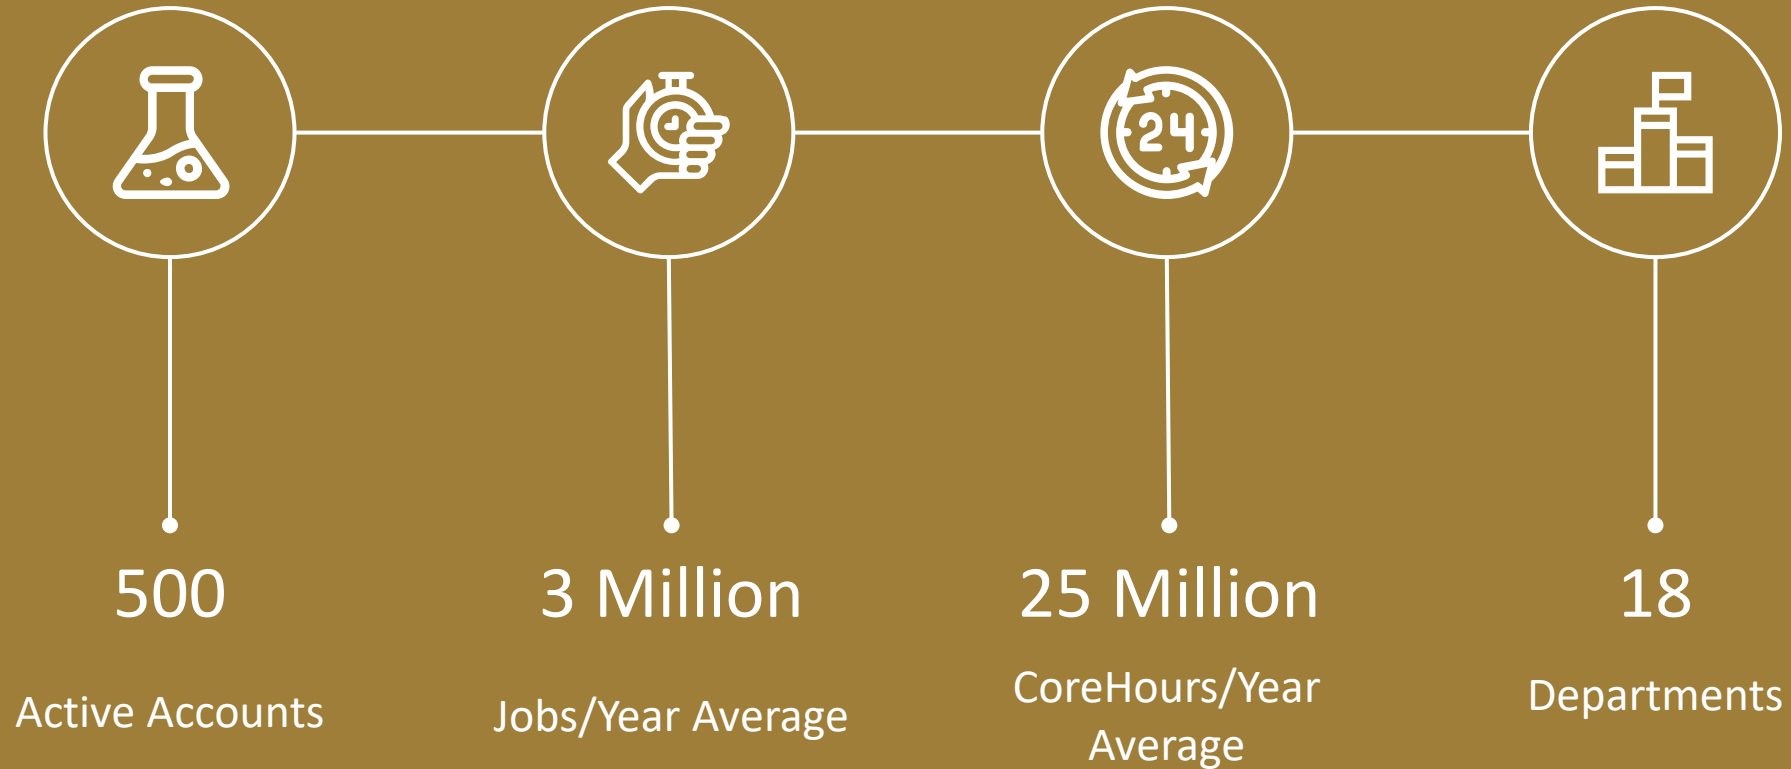 24
500
Active Accounts
3 Million
Jobs/Year Average
25 Million
CoreHours/Year
Average
18
Departments